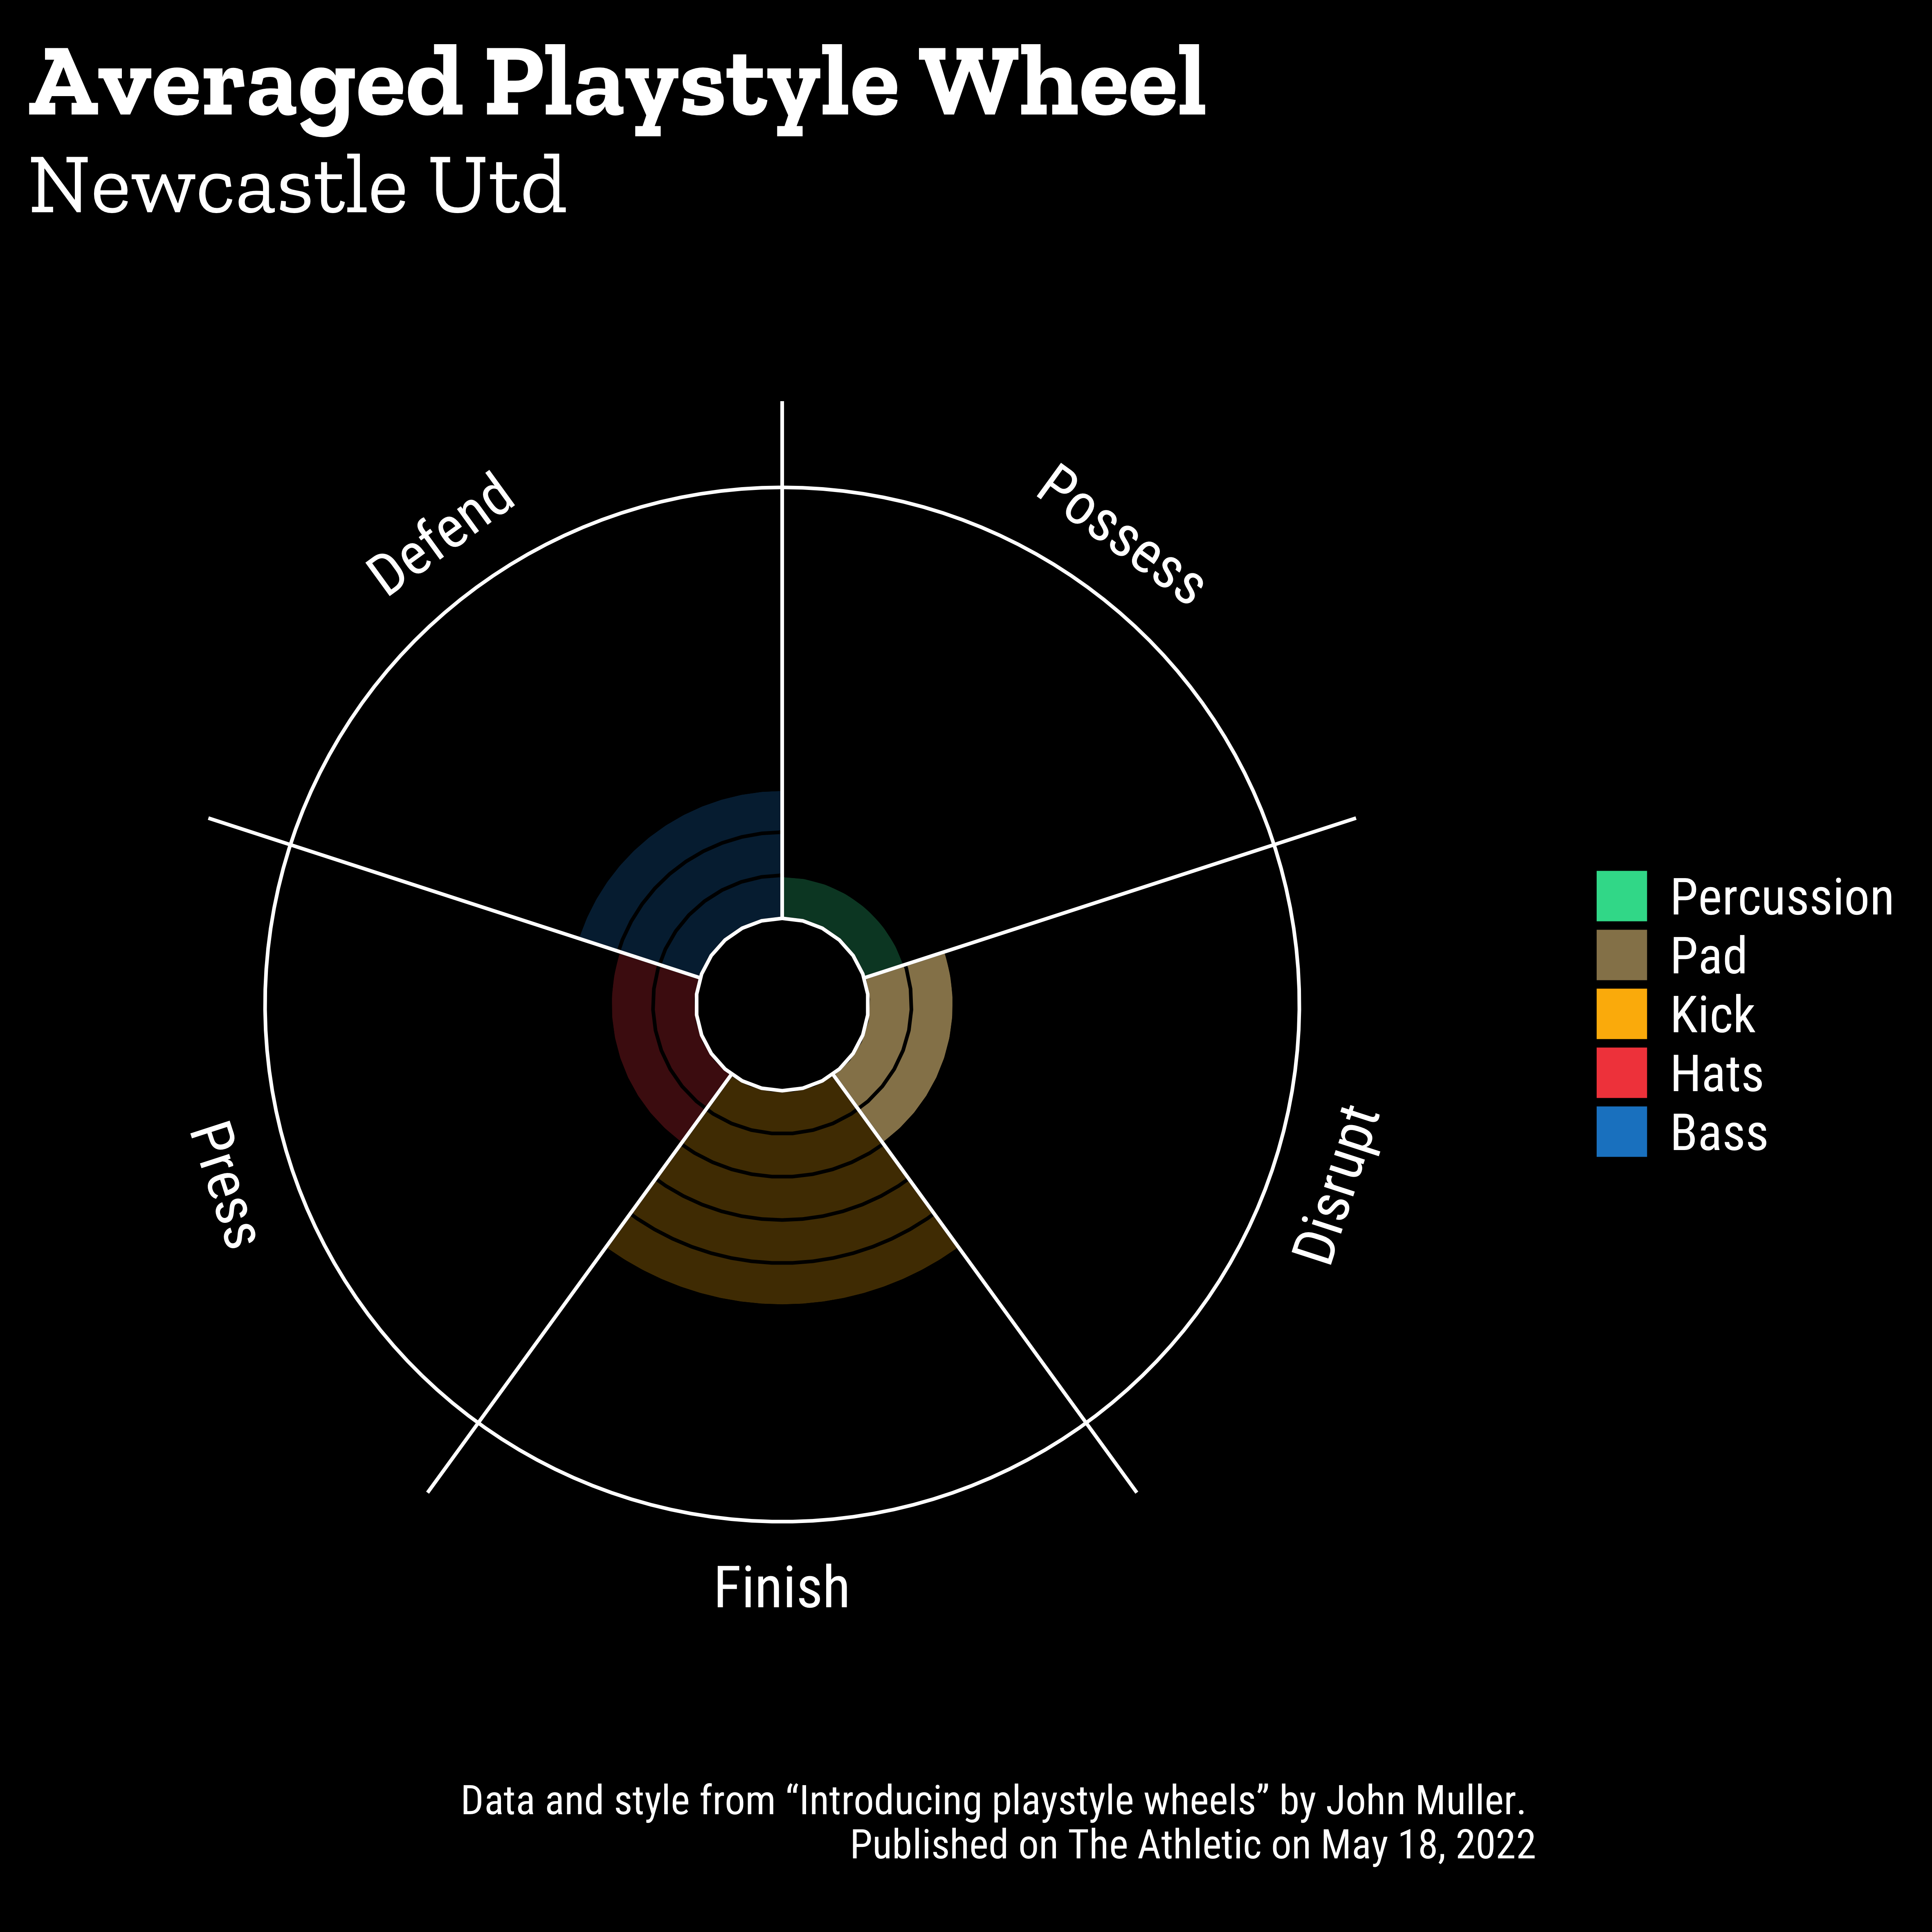 Averaged Playstyle Wheel
Newcastle Utd
Defend
Possess
Press
Disrupt
Finish
Percussion
Pad
Kick
Hats
Bass
Data and style from “Introducing playstyle wheels” by John Muller.
Published on The Athletic on May 18, 2022